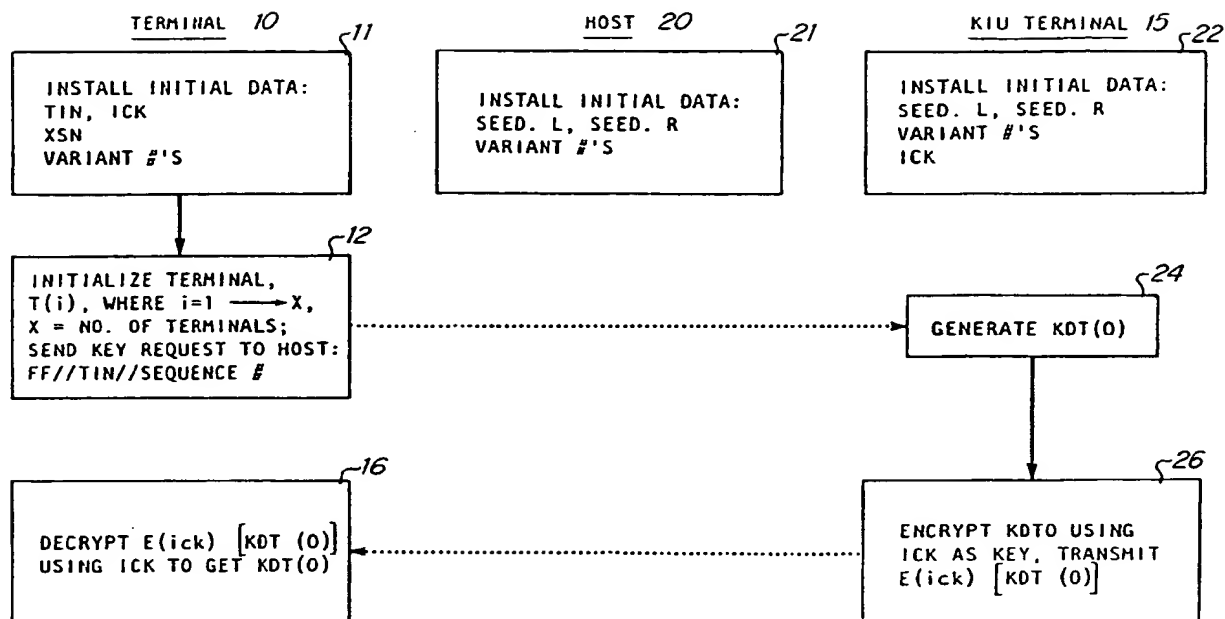 TERMINAL 10
11
INSTALL INITIAL DATA:
TIN, ICK
XSN
VARIANT #'S
HOST 20
21
INSTALL INITIAL DATA:
SEED. L, SEED. R
VARIANT #'S
KIU TERMINAL 15
22
INSTALL INITIAL DATA:
SEED. L, SEED. R
VARIANT #'S
ICK
12
INITIALIZE TERMINAL,
T(i), WHERE i=1 ⟶ X,
X = NO. OF TERMINALS;
SEND KEY REQUEST TO HOST:
FF//TIN//SEQUENCE #
24
GENERATE KDT(0)
16
DECRYPT E(ick) [KDT (0)]
USING ICK TO GET KDT(0)
26
ENCRYPT KDTO USING
ICK AS KEY, TRANSMIT
E(ick) [KDT (0)]